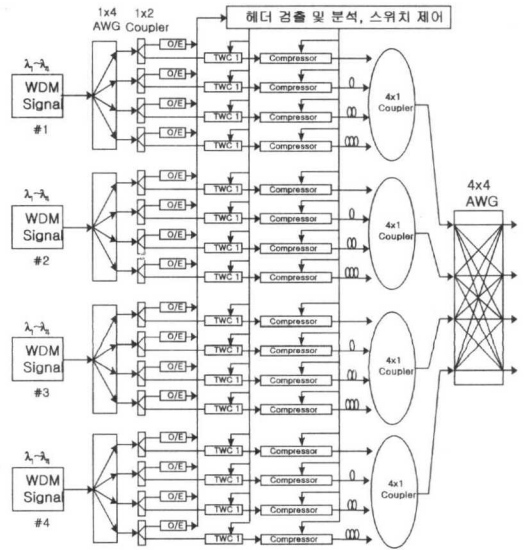 1x4
AWG
1x2
Coupler
헤더 검출 및 분석, 스위치 제어
λ₁~λ₄
WDM
Signal
#1
O/E
TWC 1
Compressor
O/E
TWC 1
Compressor
O/E
TWC 1
Compressor
O/E
TWC 1
Compressor
4x1
Coupler
λ₁~λ₄
WDM
Signal
#2
O/E
TWC 1
Compressor
O/E
TWC 1
Compressor
O/E
TWC 1
Compressor
O/E
TWC 1
Compressor
4x1
Coupler
4x4
AWG
λ₁~λ₄
WDM
Signal
#3
O/E
TWC 1
Compressor
O/E
TWC 1
Compressor
O/E
TWC 1
Compressor
O/E
TWC 1
Compressor
4x1
Coupler
λ₁~λ₄
WDM
Signal
#4
O/E
TWC 1
Compressor
O/E
TWC 1
Compressor
O/E
TWC 1
Compressor
O/E
TWC 1
Compressor
4x1
Coupler